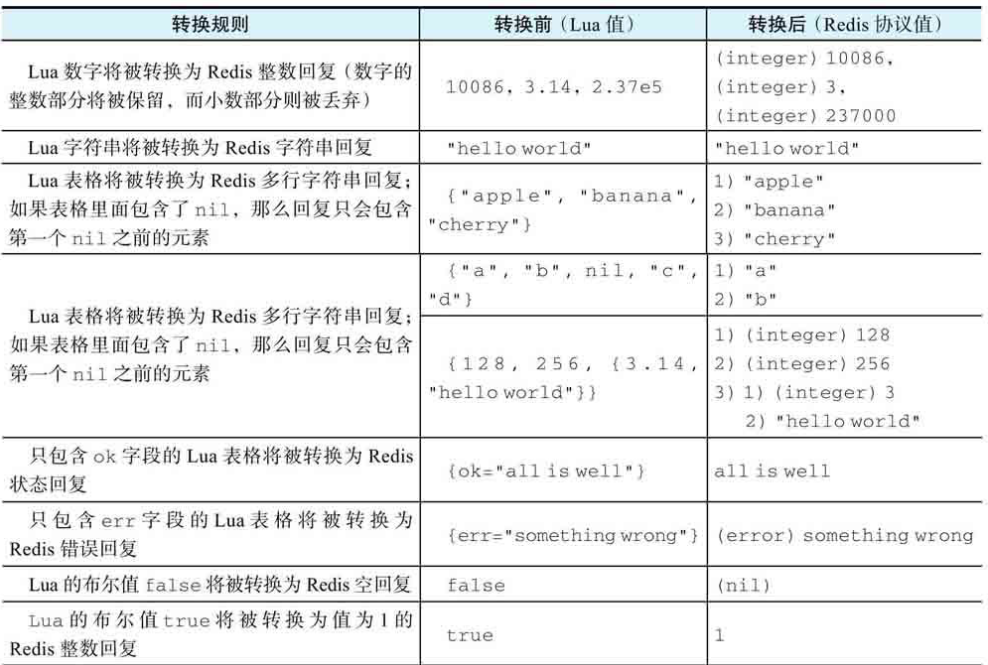 转换规则 转换前（Lua 值） 转换后（Redis 协议值）
Lua 数字将被转换为 Redis 整数回复（数字的
整数部分将被保留，而小数部分则被丢弃）
10086, 3.14, 2.37e5
(integer) 10086,
(integer) 3,
(integer) 237000
Lua 字符串将被转换为 Redis 字符串回复 "hello world" "hello world"
Lua 表格将被转换为 Redis 多行字符串回复；
如果表格里面包含了 nil，那么回复只会包含
第一个 nil 之前的元素
{"apple", "banana",
"cherry"}
1) "apple"
2) "banana"
3) "cherry"
Lua 表格将被转换为 Redis 多行字符串回复；
如果表格里面包含了 nil，那么回复只会包含
第一个 nil 之前的元素
{"a", "b", nil, "c",
"d"}
1) "a"
2) "b"
{128, 256, {3.14,
"hello world"}}
1) (integer) 128
2) (integer) 256
3) 1) (integer) 3
2) "hello world"
只包含 ok 字段的 Lua 表格将被转换为 Redis
状态回复
{ok="all is well"}
all is well
只包含 err 字段的 Lua 表格将被转换为
Redis 错误回复
{err="something wrong"}
(error) something wrong
Lua 的布尔值 false 将被转换为 Redis 空回复 false (nil)
Lua 的布尔值 true 将被转换为值为 1 的
Redis 整数回复
true
1